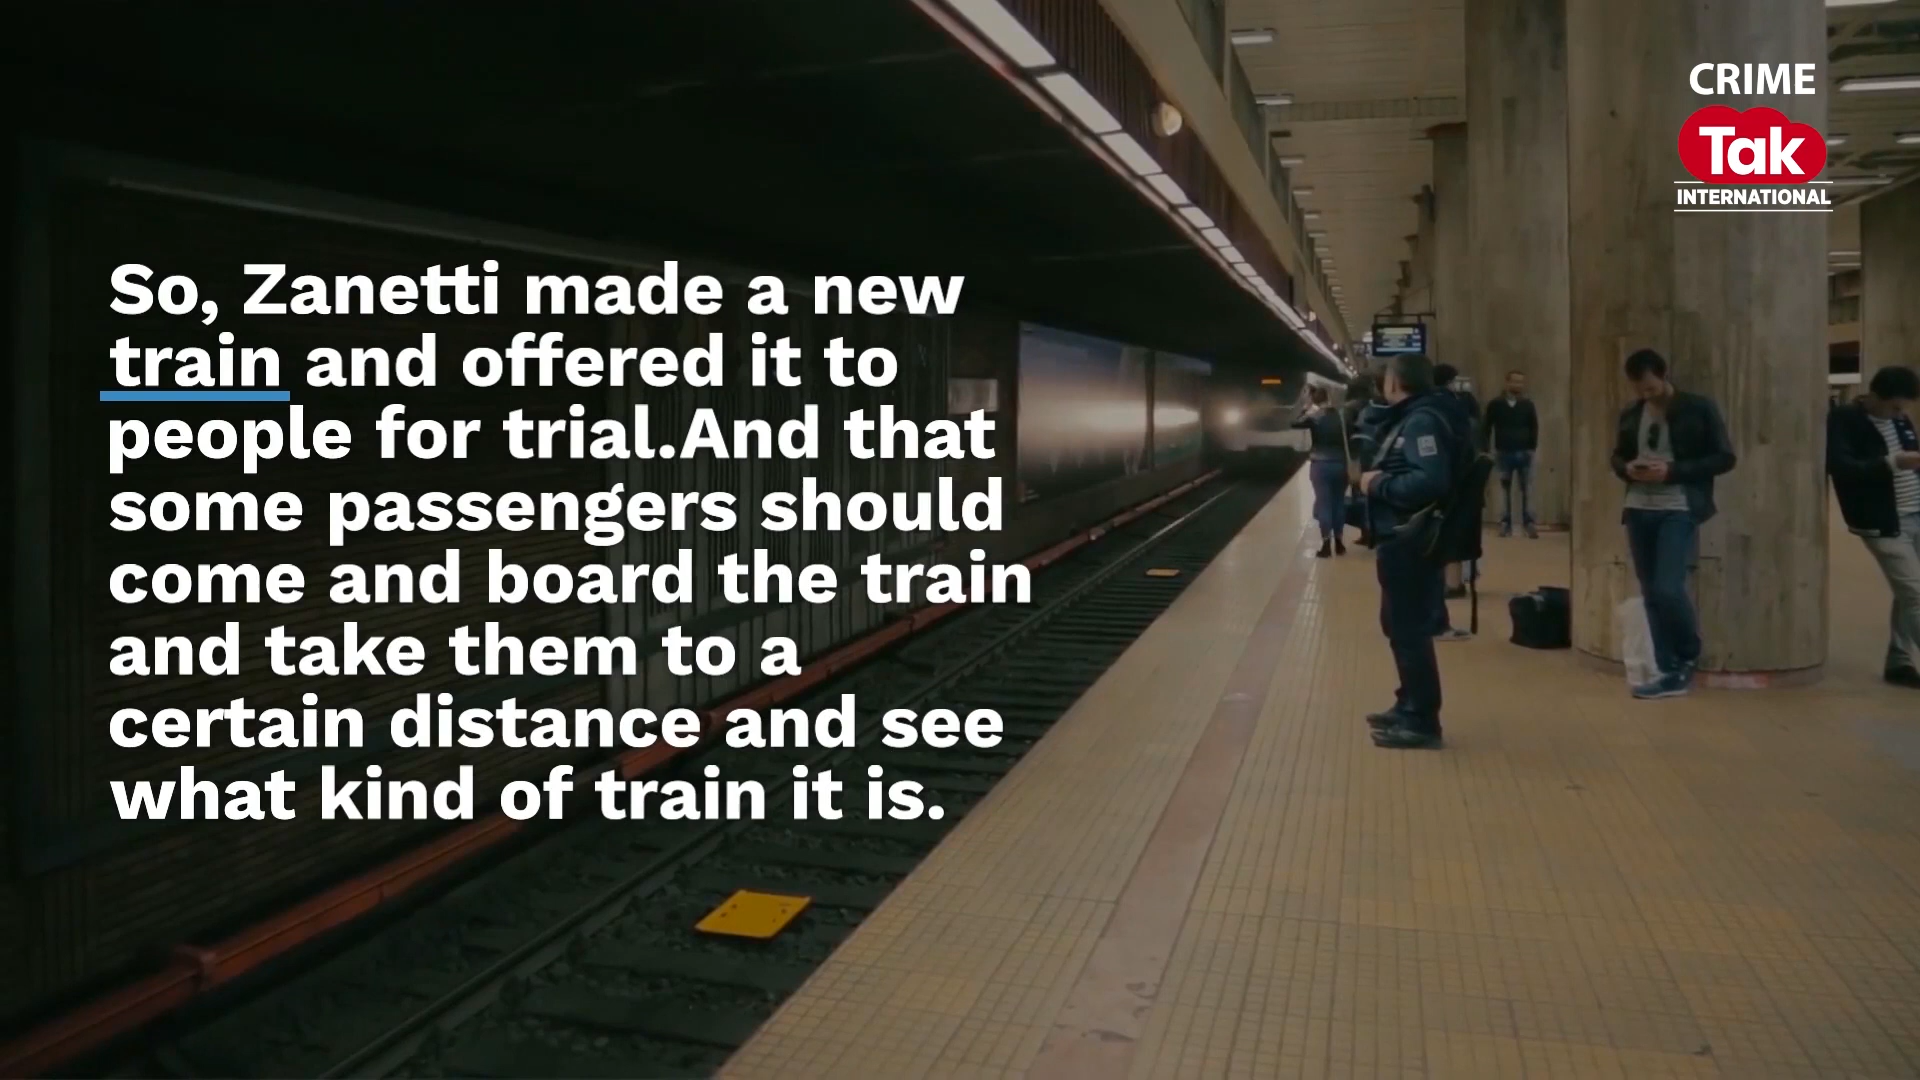 CRIME
Tak
INTERNATIONAL
So, Zanetti made a new
train and offered it to
people for trial.And that
some passengers should
come and board the train
and take them to a
certain distance and see
what kind of train it is.